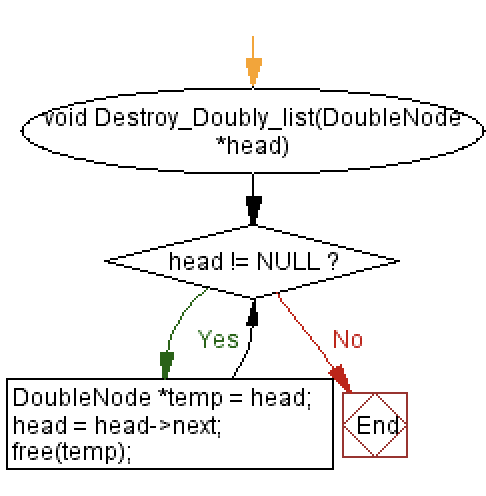 void Destroy_Doubly_list(DoubleNode
*head)
head != NULL ?
Yes
No
DoubleNode *temp = head;
head = head->next;
free(temp);
End